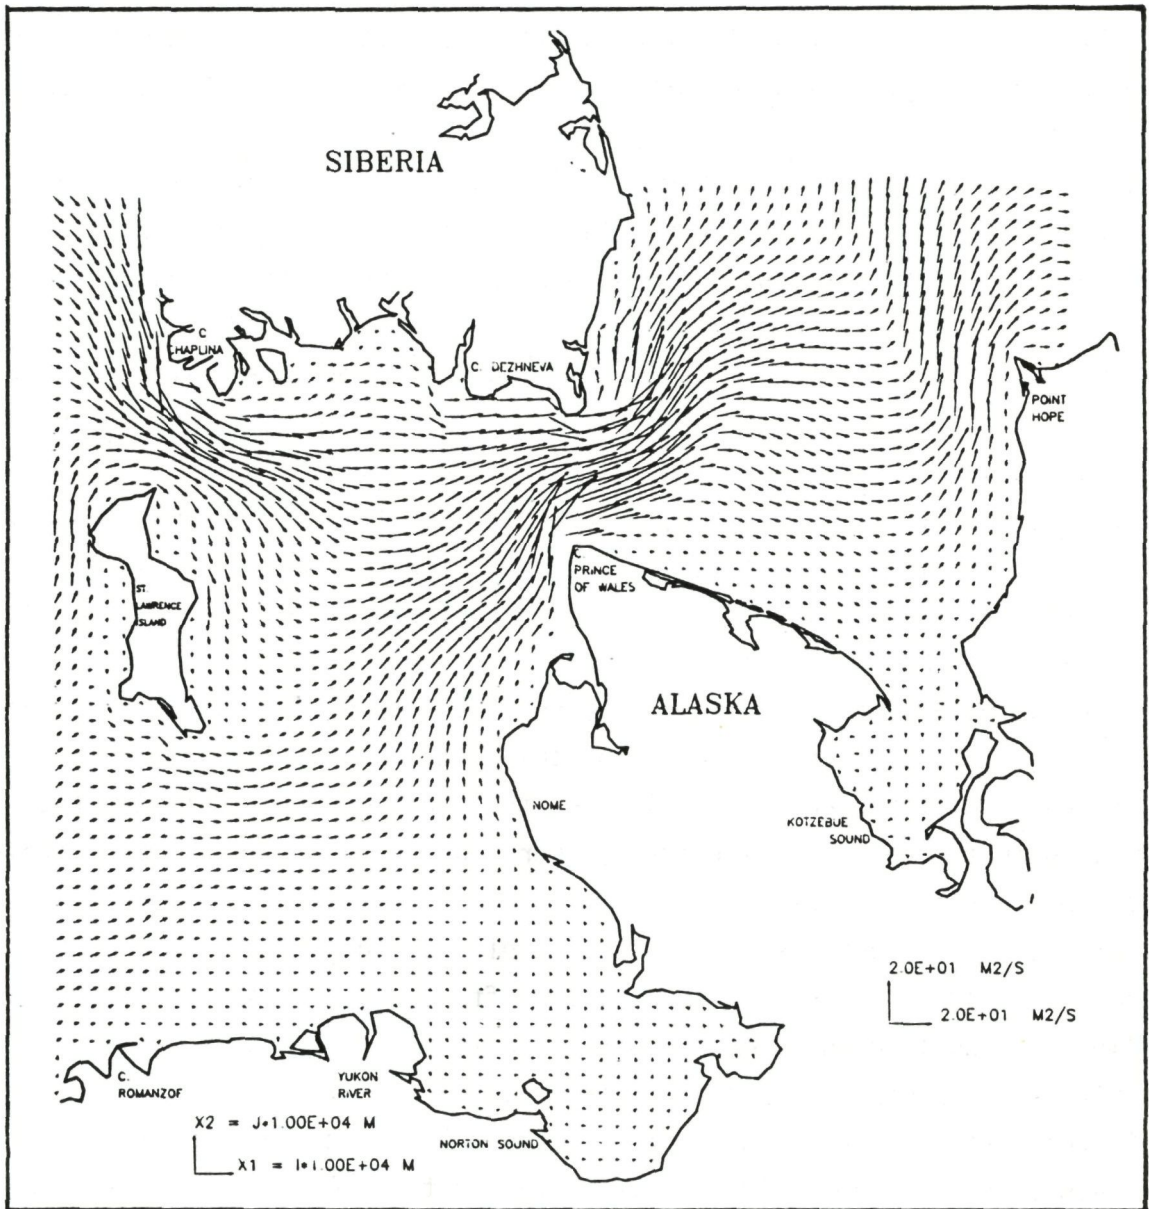 SIBERIA
C
CHAPLINA
C. DEZHNEVA
POINT
HOPE
C.
PRINCE
OF WALES
ST.
LAWRENCE
ISLAND
ALASKA
NOME
KOTZEBUE
SOUND
2.0E+01 M2/S
2.0E+01 M2/S
C.
ROMANZOF
YUKON
RIVER
X2 = J*1.00E+04 M
NORTON SOUND
X1 = I*1.00E+04 M